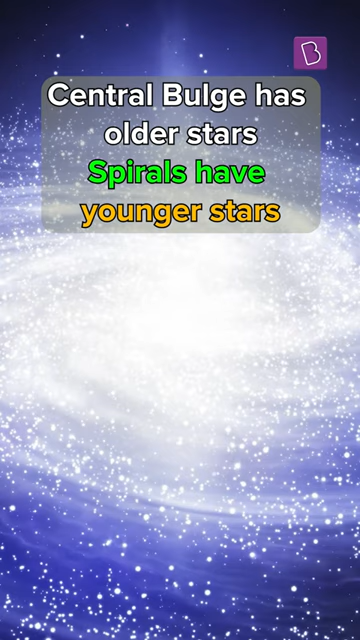 B
Central Bulge has
older stars
Spirals have
younger stars